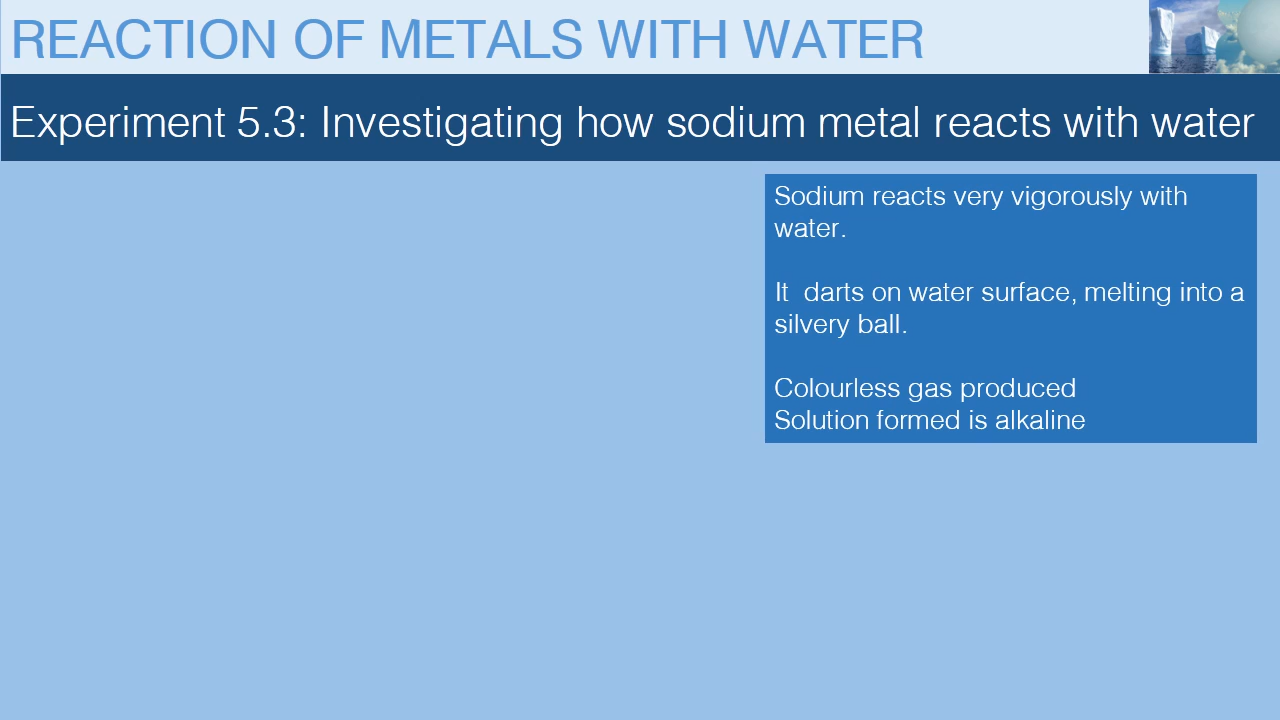 REACTION OF METALS WITH WATER
Experiment 5.3: Investigating how sodium metal reacts with water
Sodium reacts very vigorously with
water.
It  darts on water surface, melting into a
silvery ball.
Colourless gas produced
Solution formed is alkaline